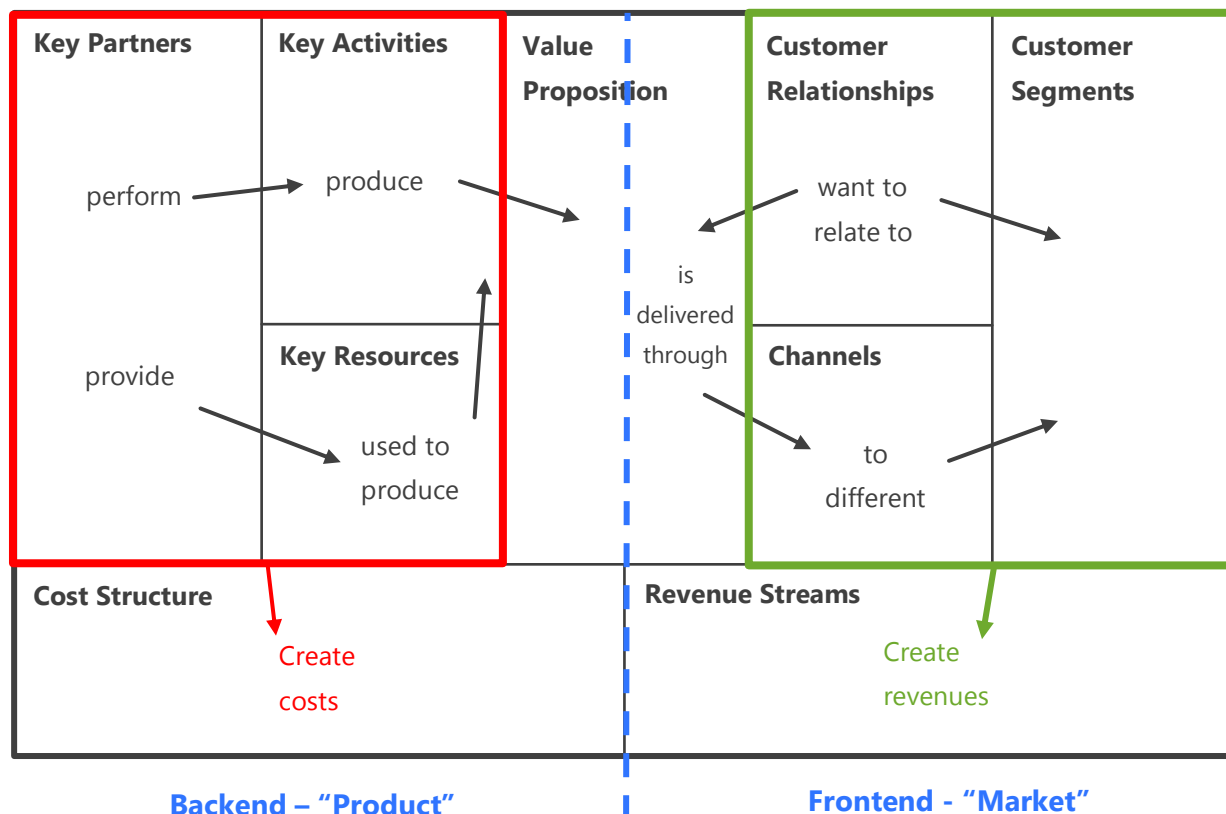 Key Partners
perform
provide
Key Activities
produce
Key Resources
used to
produce
Value
Proposition
is
delivered
through
Customer
Relationships
want to
relate to
Channels
to
different
Customer
Segments
Cost Structure
Create
costs
Revenue Streams
Create
revenues
Backend – “Product”
Frontend - “Market”